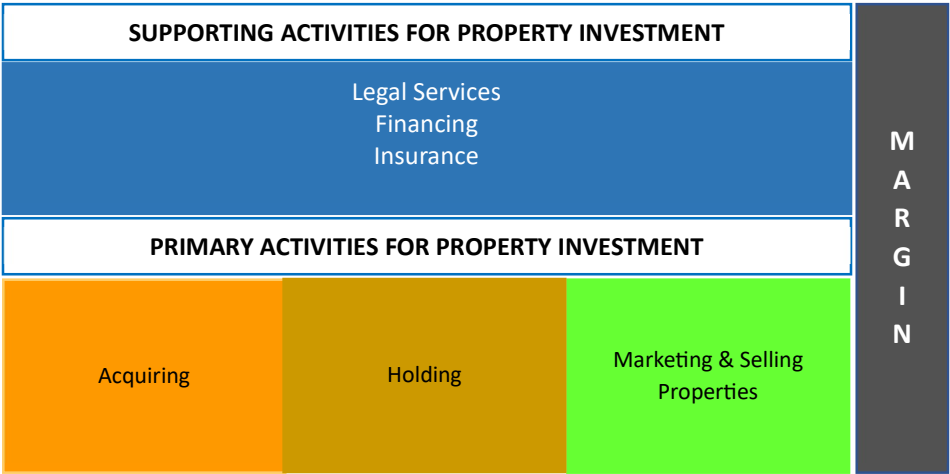 SUPPORTING ACTIVITIES FOR PROPERTY INVESTMENT
Legal Services
Financing
Insurance
PRIMARY ACTIVITIES FOR PROPERTY INVESTMENT
Acquiring
Holding
Marketing & Selling
Properties
M
A
R
G
I
N